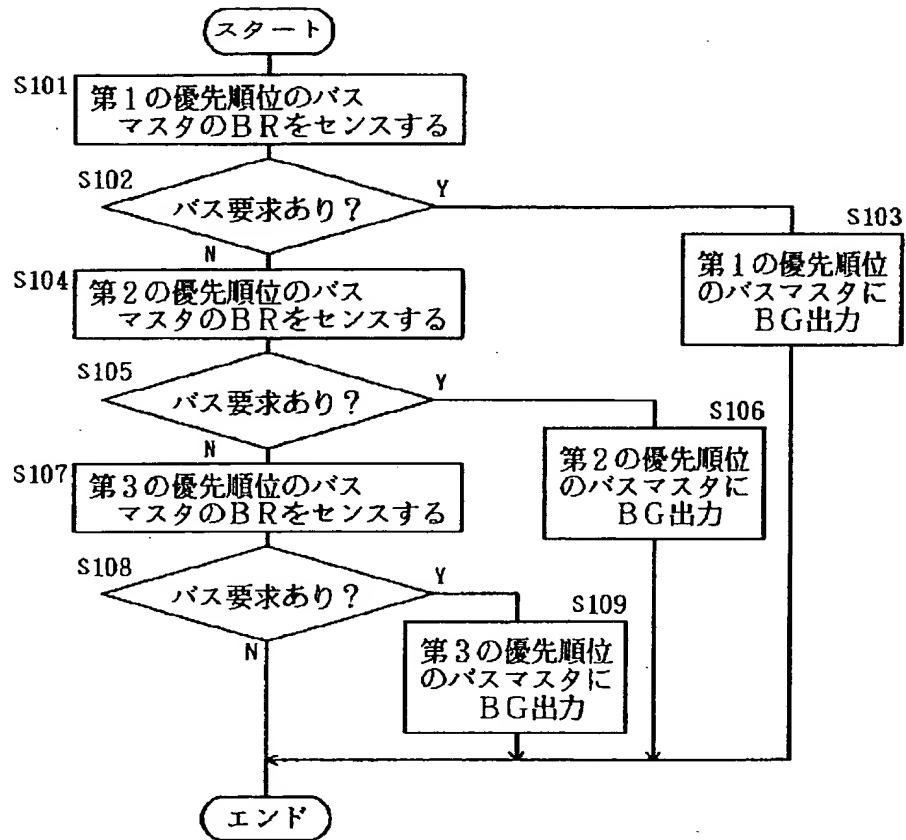 スタート
S101
第1の優先順位のバス
マスタのBRをセンスする
S102
バス要求あり?
Y
N
S103
第1の優先順位
のバスマスタに
BG出力
S104
第2の優先順位のバス
マスタのBRをセンスする
S105
バス要求あり?
Y
N
S106
第2の優先順位
のバスマスタに
BG出力
S107
第3の優先順位のバス
マスタのBRをセンスする
S108
バス要求あり?
Y
N
S109
第3の優先順位
のバスマスタに
BG出力
エンド